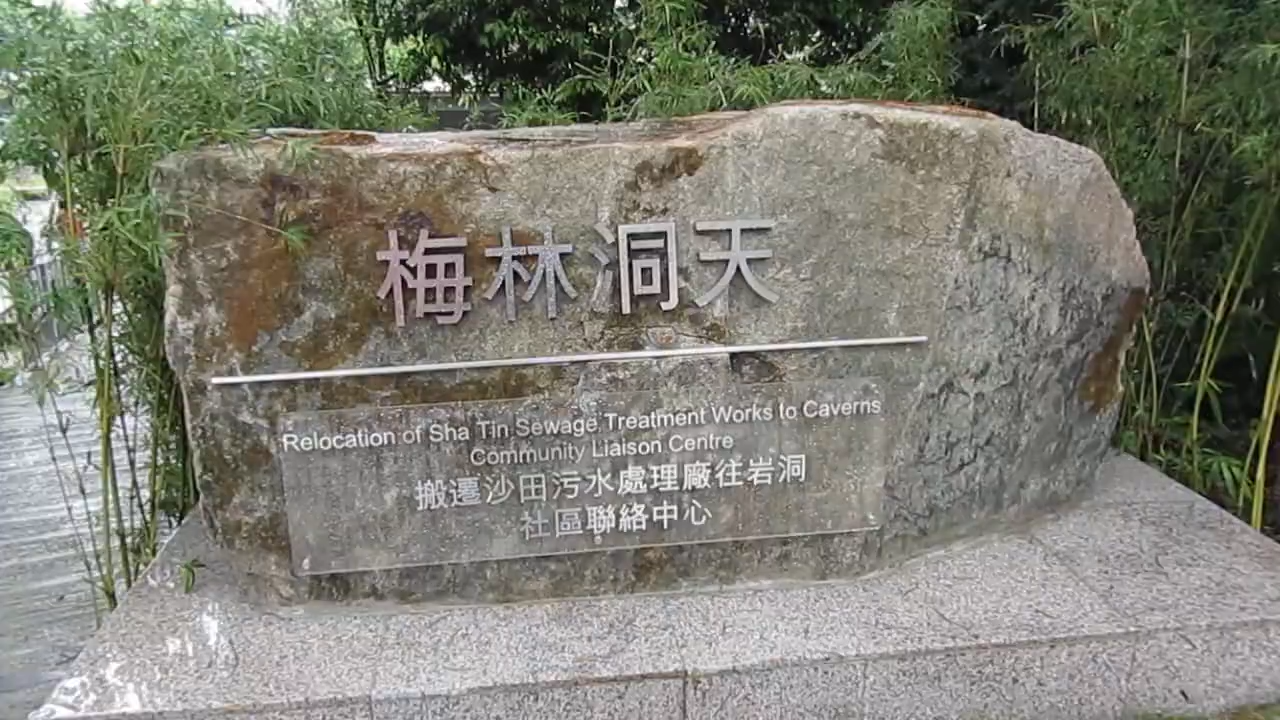 梅林洞天
Relocation of Sha Tin Sewage Treatment Works to Caverns
Community Liaison Centre
搬遷沙田污水處理廠往岩洞
社區聯絡中心